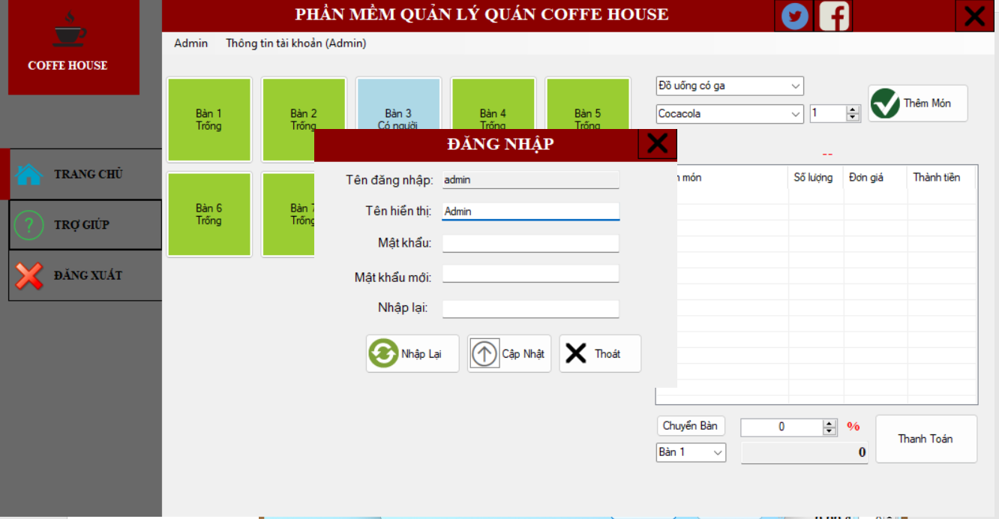 PHẦN MỀM QUẢN LÝ QUÁN COFFE HOUSE
COFFE HOUSE
Admin Thông tin tài khoản (Admin)
TRANG CHỦ
TRỢ GIÚP
ĐĂNG XUẤT
Bàn 1
Trống
Bàn 2
Trống
Bàn 3
Có người
Bàn 4
Trống
Bàn 5
Trống
Bàn 6
Trống
Bàn 7
Trống
ĐĂNG NHẬP
Tên đăng nhập: admin
Tên hiển thị: Admin
Mật khẩu:
Mật khẩu mới:
Nhập lại:
Nhập Lại
Cập Nhật
Thoát
Đồ uống có ga
Cocacola 1
Thêm Món
--
món Số lượng Đơn giá Thành tiền
Chuyển Bàn 0 %
Bàn 1 0
Thanh Toán